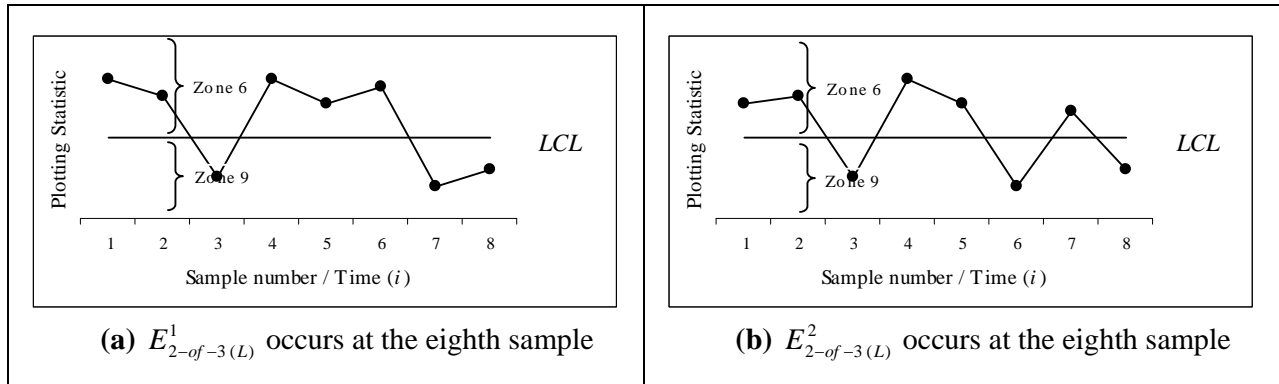 Plotting Statistic
Zone 6
Zone 9
LCL
1 2 3 4 5 6 7 8
Sample number / Time (i)
(a) E^1_{2-of-3(L)} occurs at the eighth sample
Plotting Statistic
Zone 6
Zone 9
LCL
1 2 3 4 5 6 7 8
Sample number / Time (i)
(b) E^2_{2-of-3(L)} occurs at the eighth sample